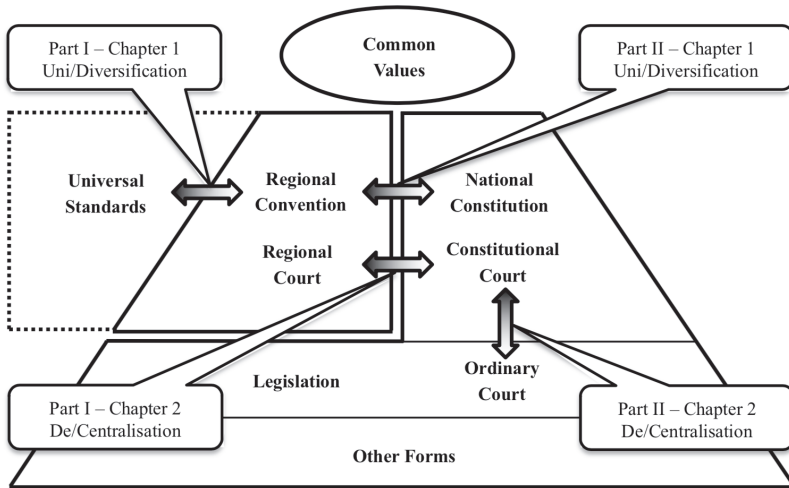 Part I – Chapter 1
Uni/Diversification
Common
Values
Part II – Chapter 1
Uni/Diversification
Universal
Standards
Regional
Convention
National
Constitution
Regional
Court
Constitutional
Court
Legislation
Ordinary
Court
Part I – Chapter 2
De/Centralisation
Part II – Chapter 2
De/Centralisation
Other Forms